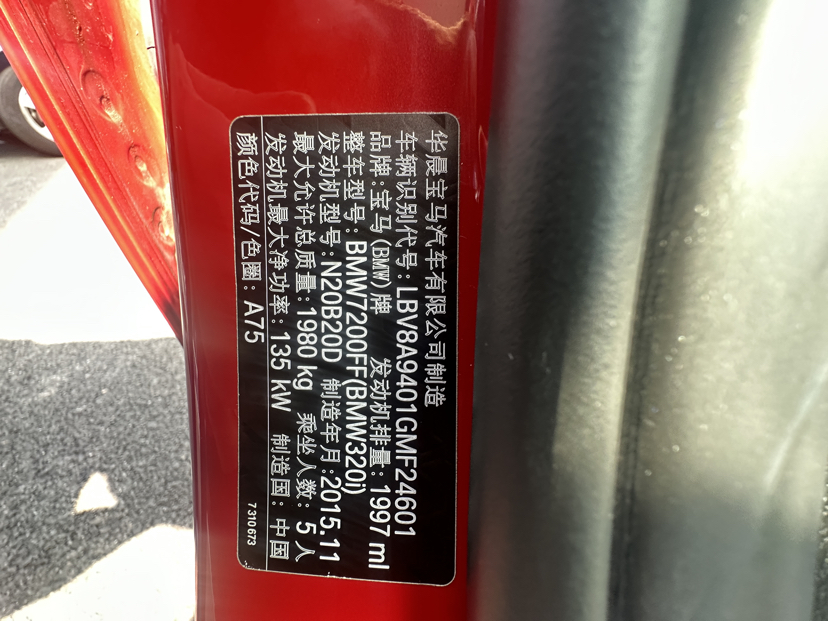 华晨宝马汽车有限公司制造
车辆识别代号: LBV8A9401GMF24601
品牌:宝马(BMW)牌 发动机排量: 1997 ml
整车型号: BMW7200FF(BMW320i)
发动机型号:N20B20D 制造年月:2015.11
最大允许总质量:1980 kg 乘坐人数: 5 人
发动机最大净功率: 135 kW 制造国: 中国
颜色代码/色圈: A75 7 310 673